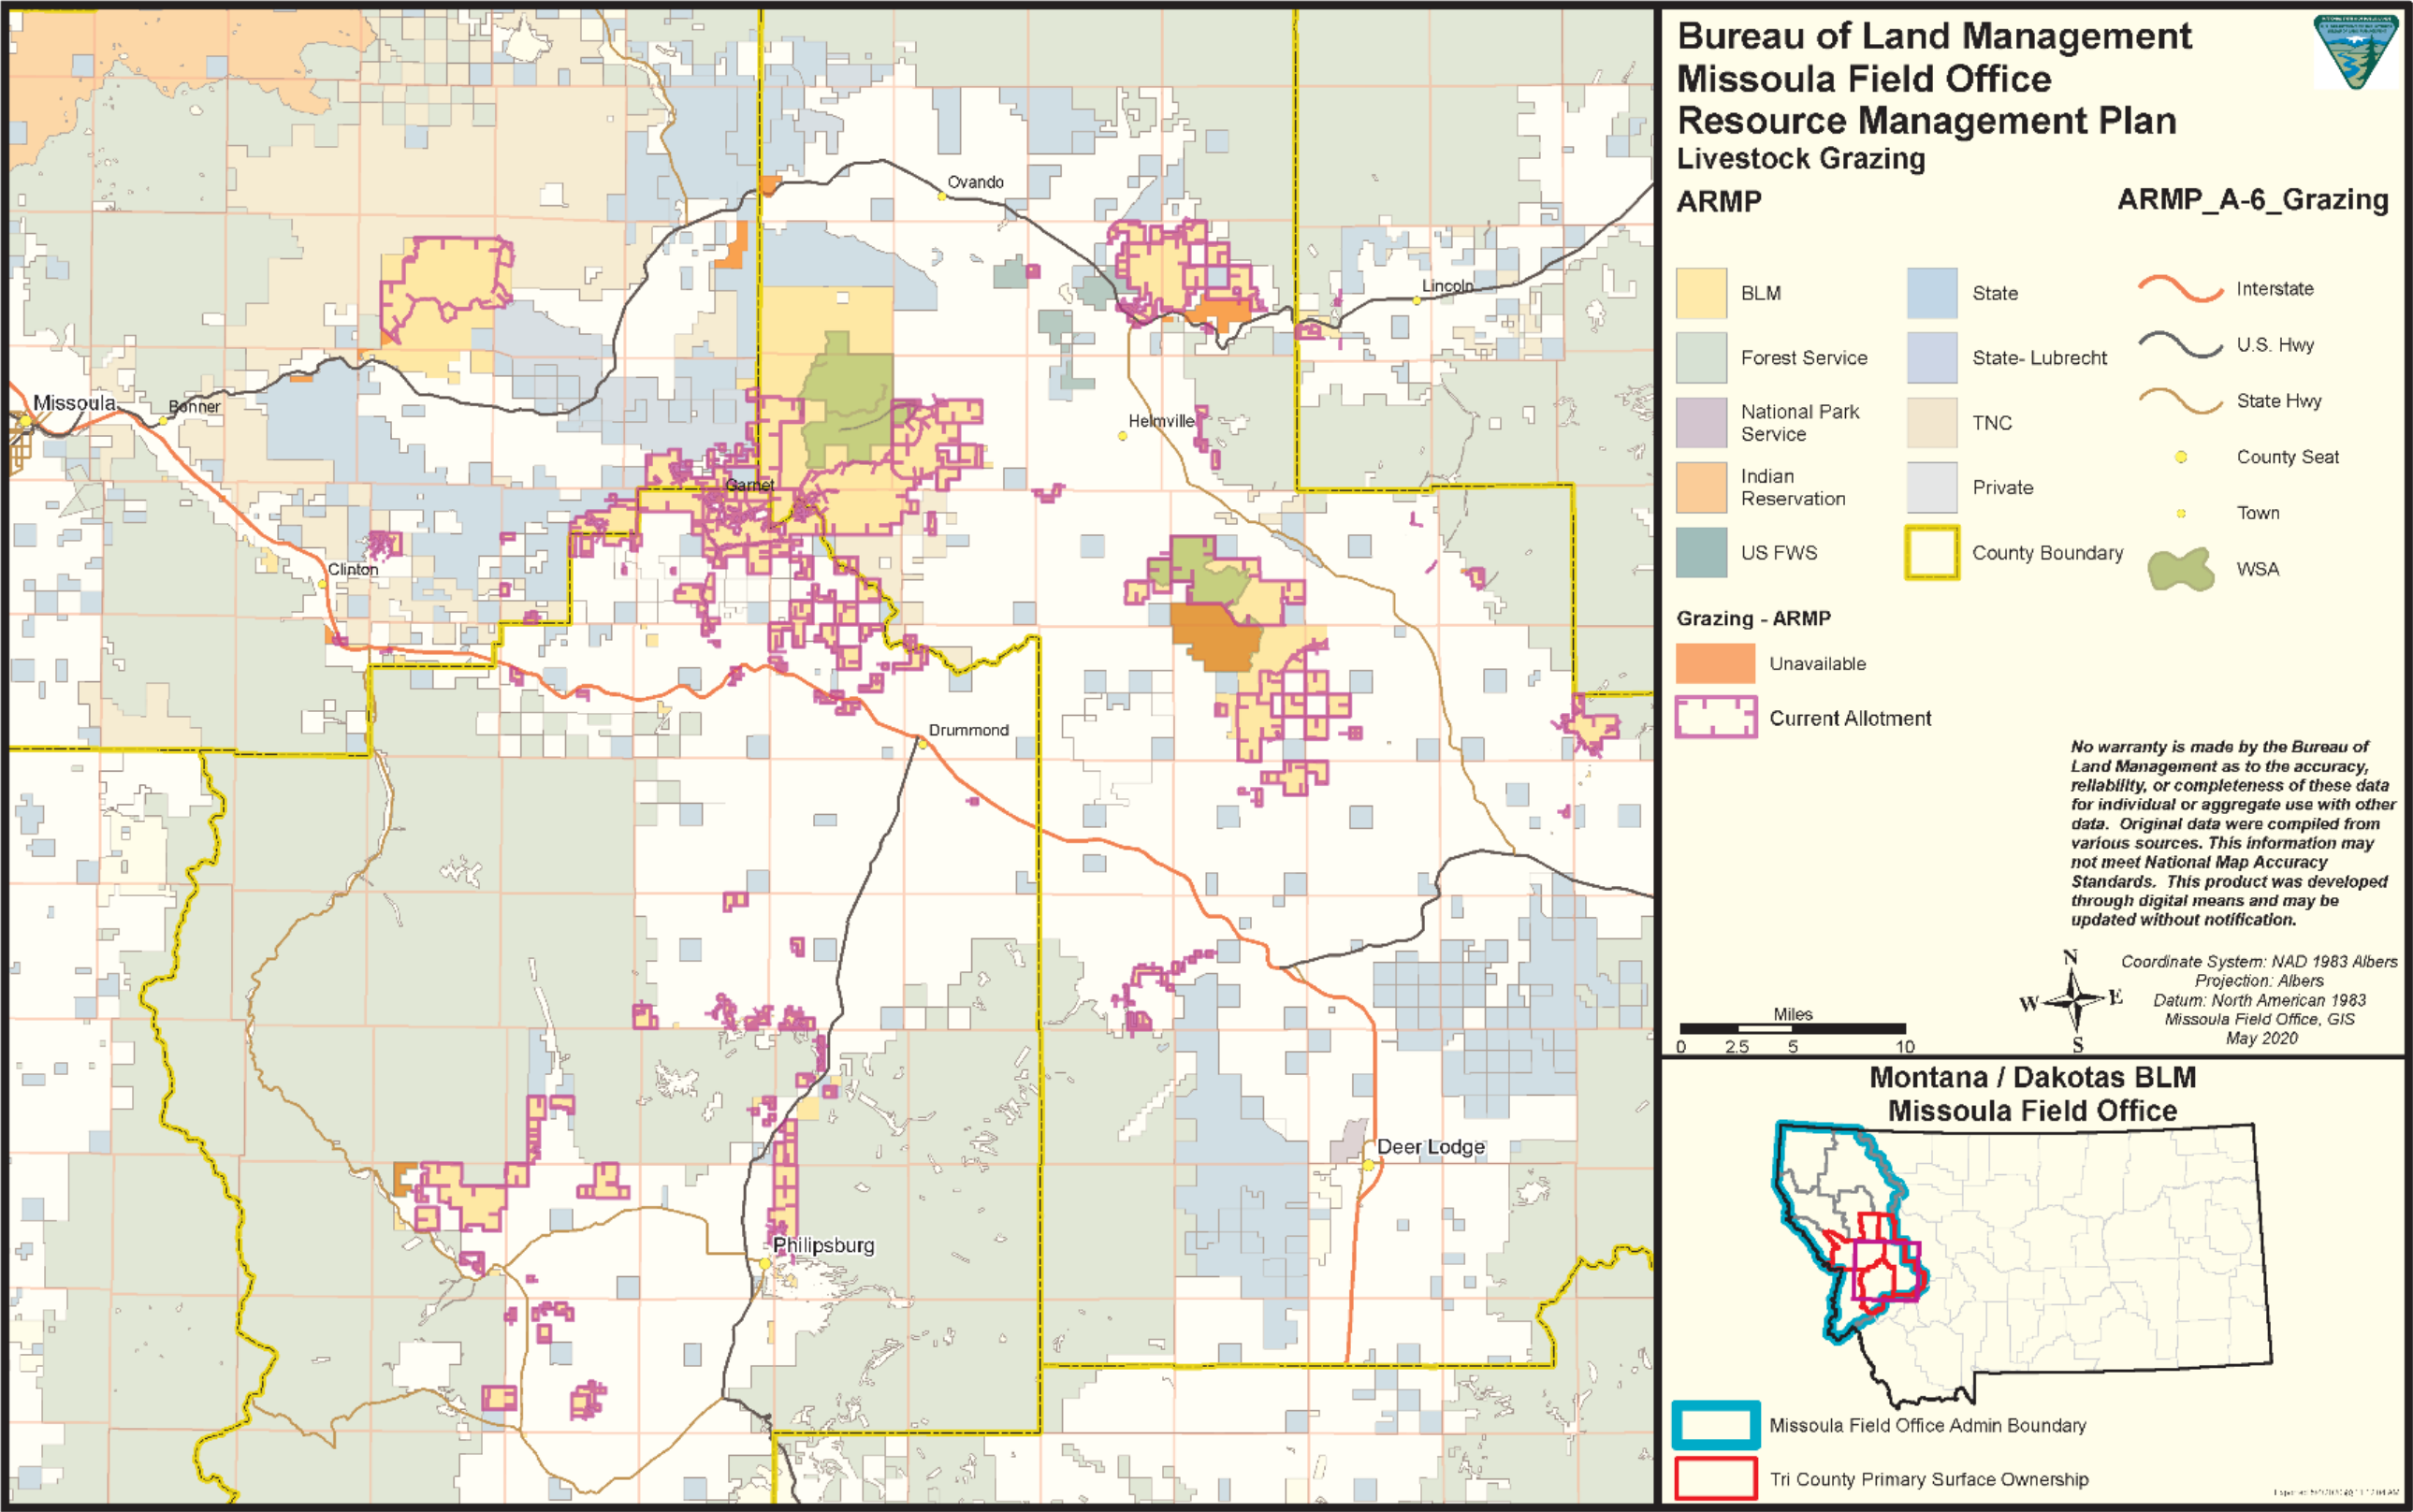 Bureau of Land Management
Missoula Field Office
Resource Management Plan
Livestock Grazing
ARMP
ARMP_A-6_Grazing
BLM
Forest Service
National Park
Service
Indian
Reservation
US FWS
State
State- Lubrecht
TNC
Private
County Boundary
Interstate
U.S. Hwy
State Hwy
County Seat
Town
WSA
Grazing - ARMP
Unavailable
Current Allotment
No warranty is made by the Bureau of
Land Management as to the accuracy,
reliability, or completeness of these data
for individual or aggregate use with other
data. Original data were compiled from
various sources. This information may
not meet National Map Accuracy
Standards. This product was developed
through digital means and may be
updated without notification.
N
W
E
S
Coordinate System: NAD 1983 Albers
Projection: Albers
Datum: North American 1983
Missoula Field Office, GIS
May 2020
Miles
0 2.5 5 10
Montana / Dakotas BLM
Missoula Field Office
Missoula Field Office Admin Boundary
Tri County Primary Surface Ownership
Ovando
Lincoln
Missoula
Bonner
Helmville
Garnet
Clinton
Drummond
Deer Lodge
Philipsburg